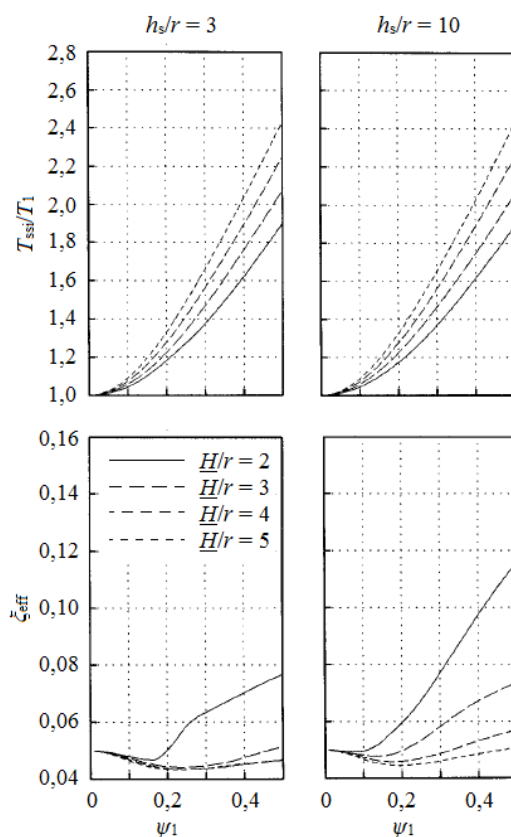 hs/r = 3
hs/r = 10
2,8
2,6
2,4
2,2
2,0
1,8
1,6
1,4
1,2
1,0
Tssi/T1
0,16
0,14
0,12
0,10
0,08
0,06
0,04
ξeff
H/r = 2
H/r = 3
H/r = 4
H/r = 5
0 0,2 0,4
0 0,2 0,4
ψ1
ψ1